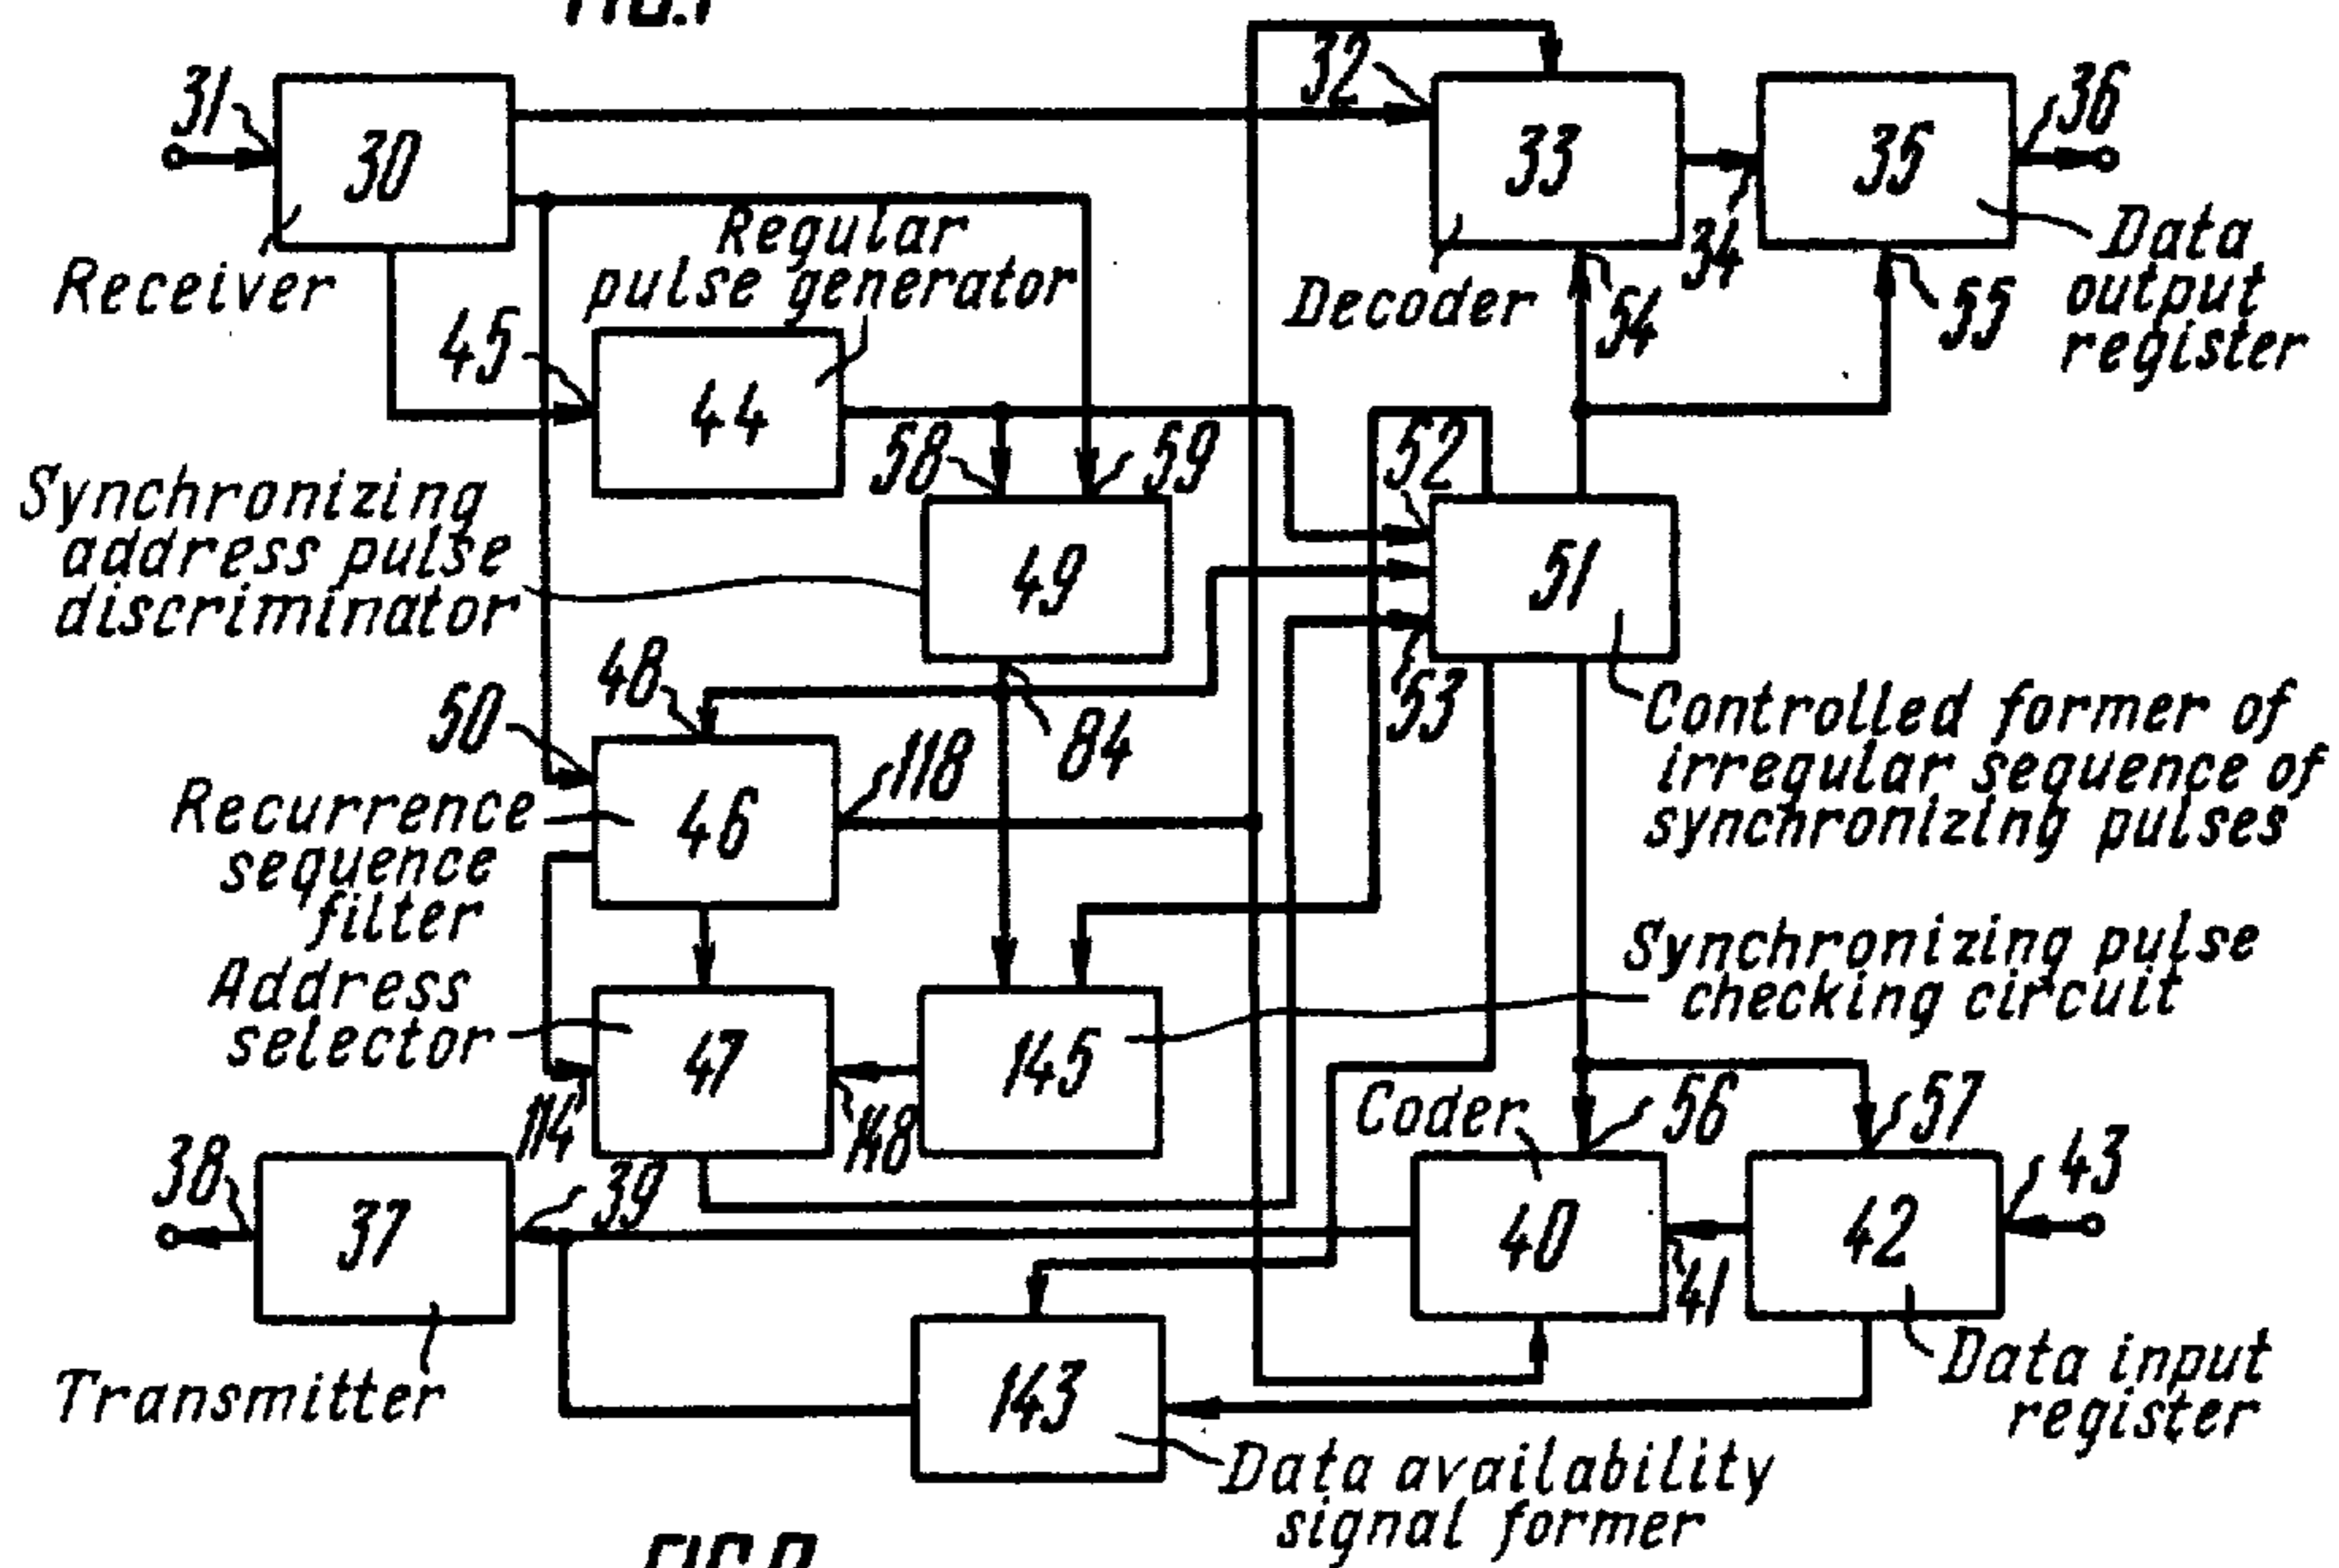 FIG.1
31
30
Receiver
32
33
Decoder
34
35
36
Data
output
register
54
55
Regular
pulse generator
45
44
58
59
52
Synchronizing
address pulse
discriminator
49
51
53
48
84
50
118
Controlled former of
irregular sequence of
synchronizing pulses
Recurrence
sequence
filter
46
Address
selector
47
145
Synchronizing pulse
checking circuit
114
148
Coder
56
57
43
38
37
39
40
41
42
Transmitter
143
Data input
register
Data availability
signal former